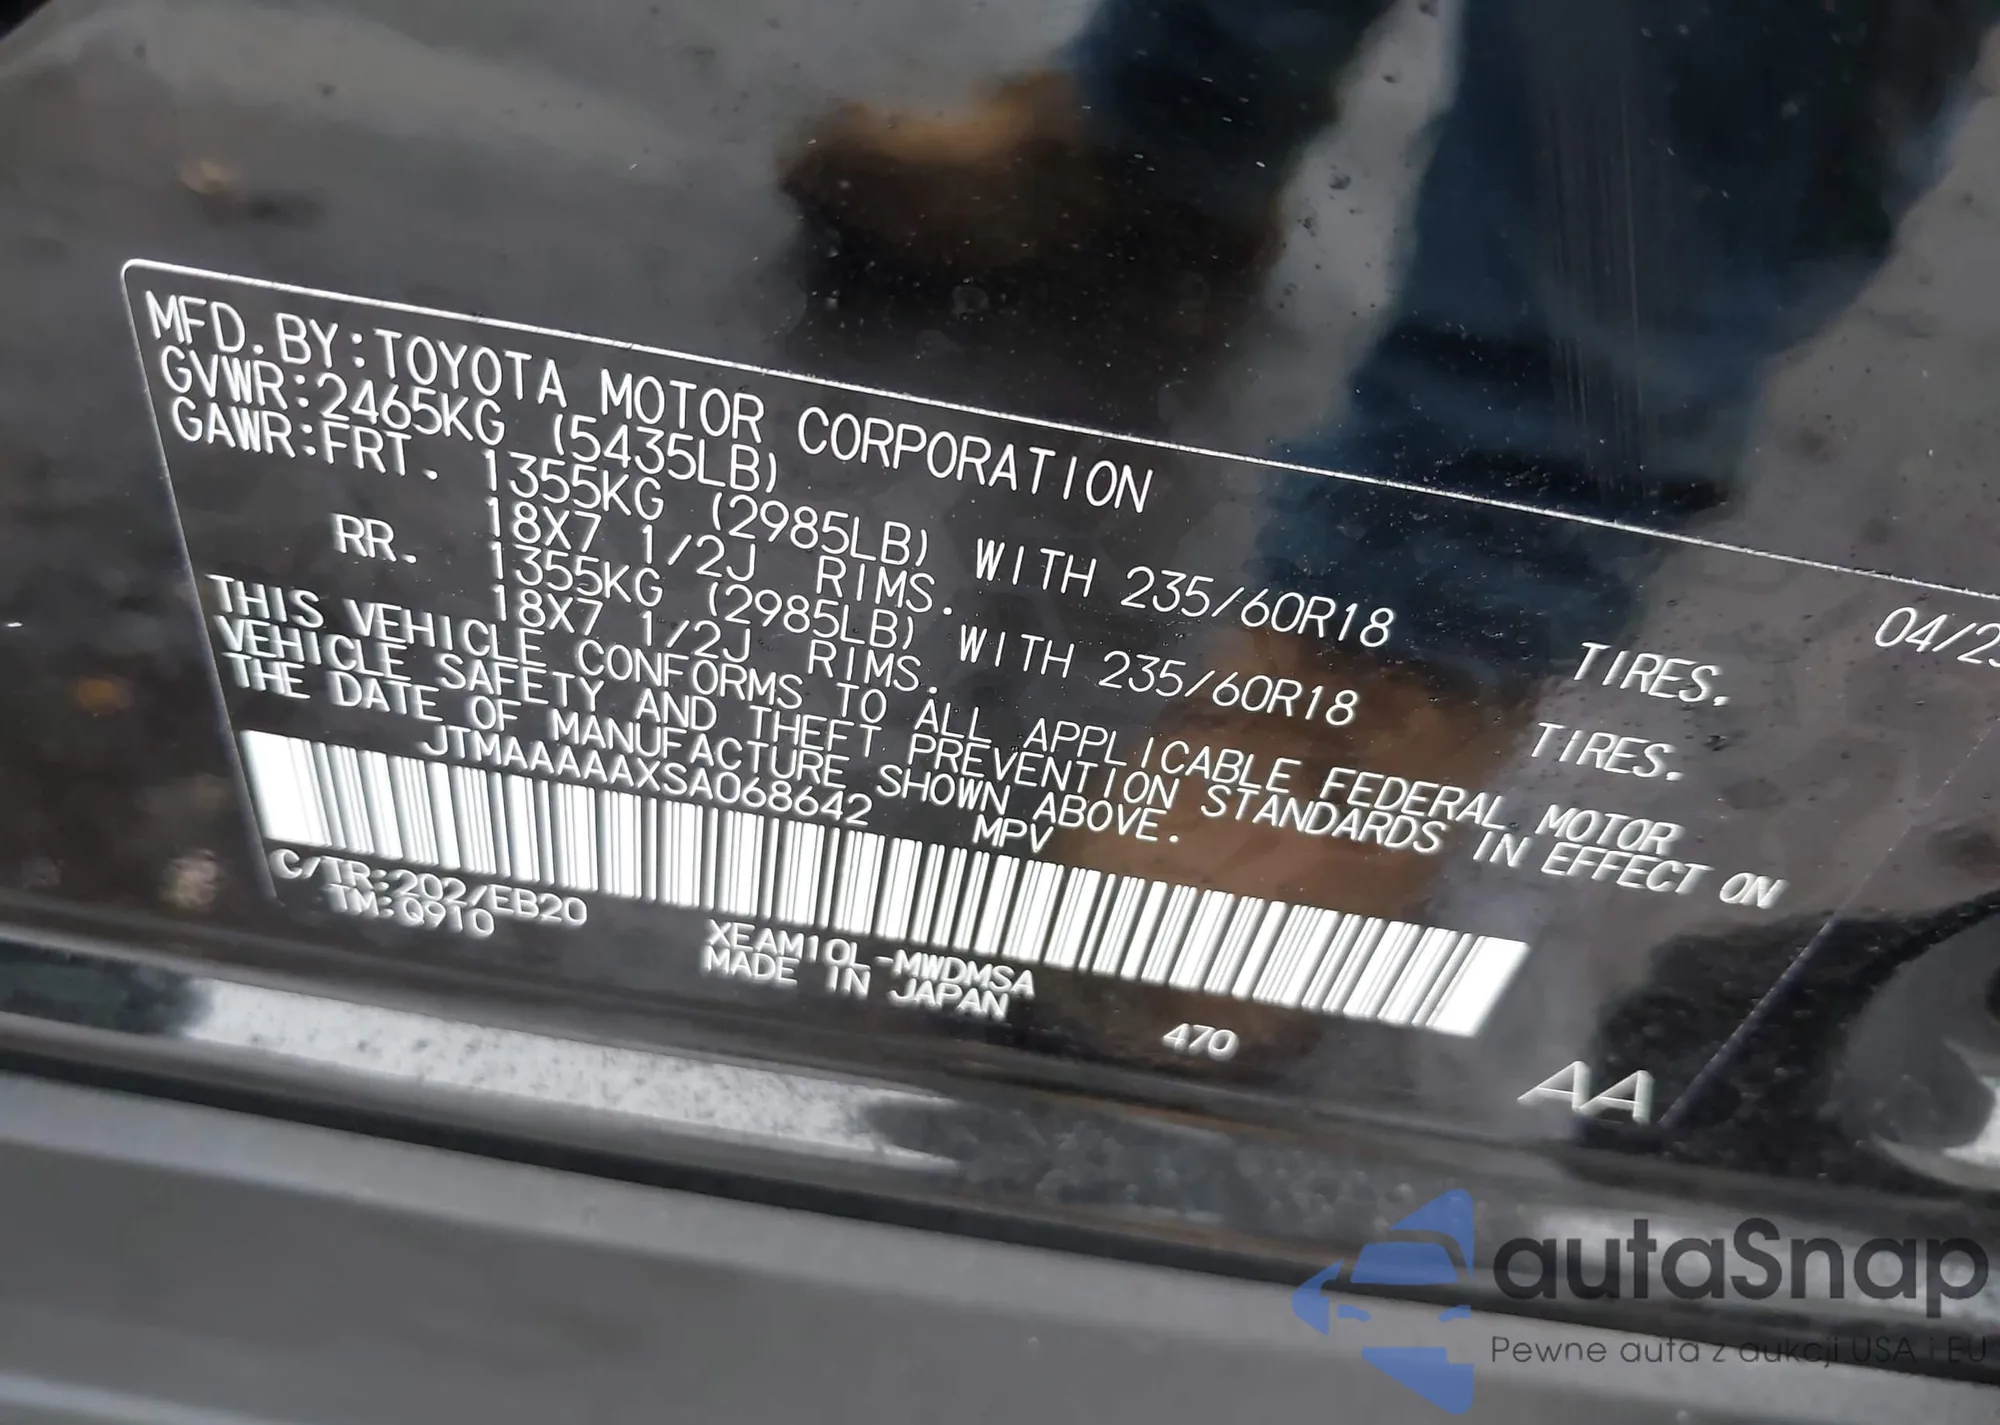 MFD.BY:TOYOTA MOTOR CORPORATION 04/23
GVWR:2465KG (5435LB)
GAWR:FRT. 1355KG (2985LB) WITH 235/60R18 TIRES.
18X7 1/2J RIMS.
RR. 1355KG (2985LB) WITH 235/60R18 TIRES.
18X7 1/2J RIMS.
THIS VEHICLE CONFORMS TO ALL APPLICABLE FEDERAL MOTOR
VEHICLE SAFETY AND THEFT PREVENTION STANDARDS IN EFFECT ON
THE DATE OF MANUFACTURE SHOWN ABOVE.
JTMAAAAAXSA068642 MPV
C/TR:202/EB20 XEAM10L-MWDMSA
TM:Q910 MADE IN JAPAN 470
AA
autaSnap
Pewne auta z aukcji USA i EU